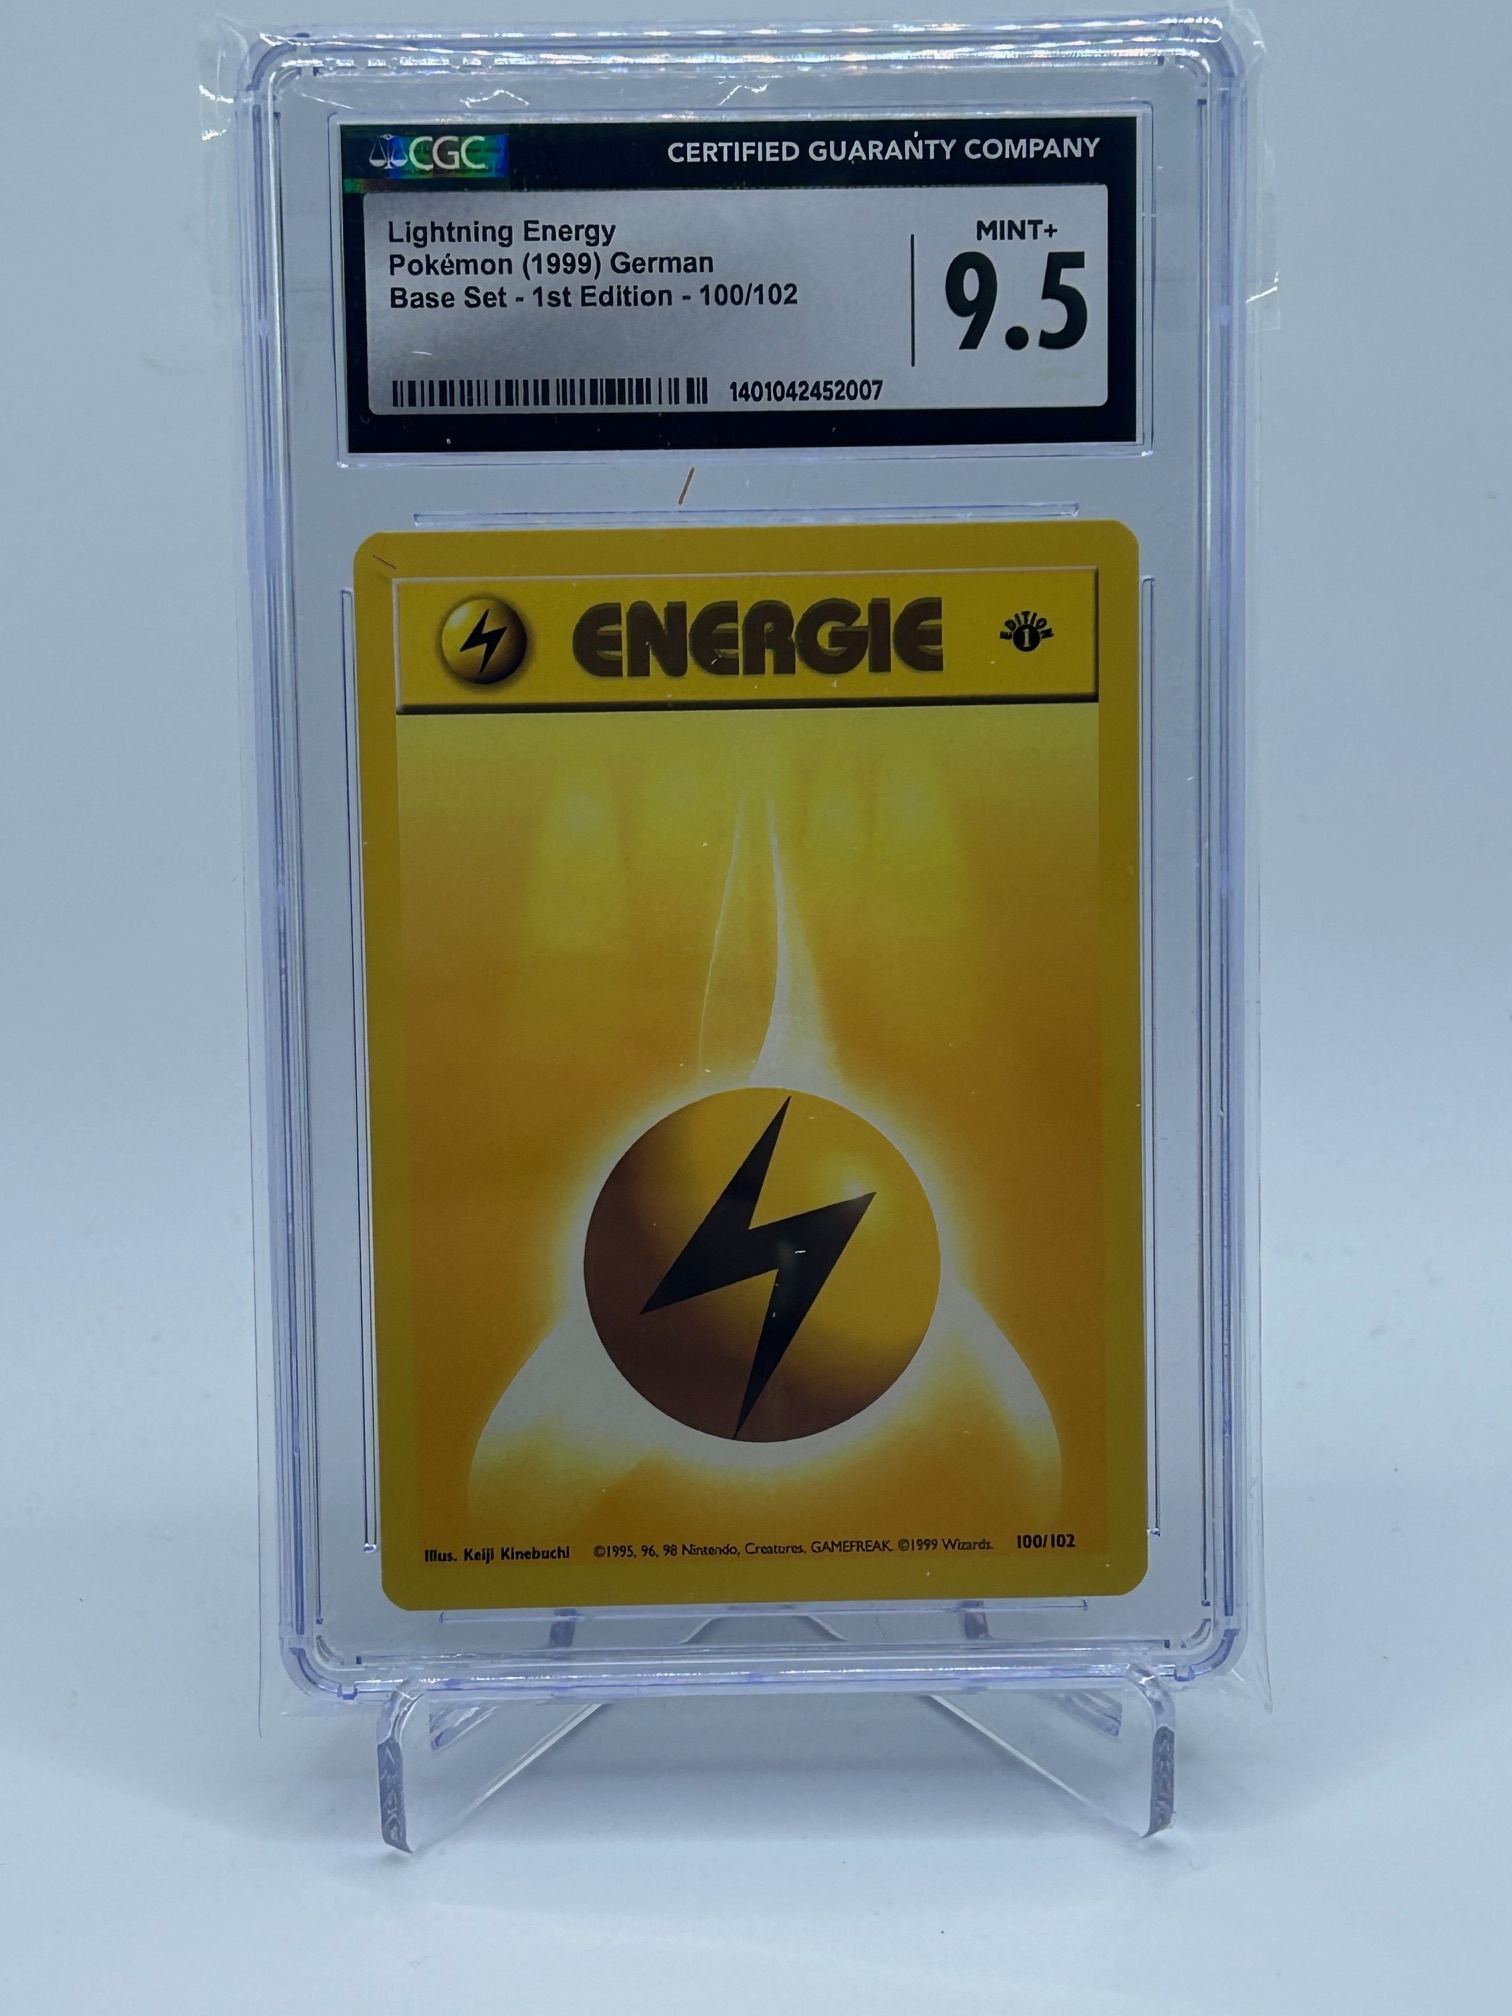 CGC
CERTIFIED GUARANTY COMPANY
Lightning Energy
Pokémon (1999) German
Base Set - 1st Edition - 100/102
MINT+
9.5
1401042452007
ENERGIE
EDITION
1
Illus. Keiji Kinebuchi ©1995, 96, 98 Nintendo, Creatures, GAMEFREAK. ©1999 Wizards. 100/102